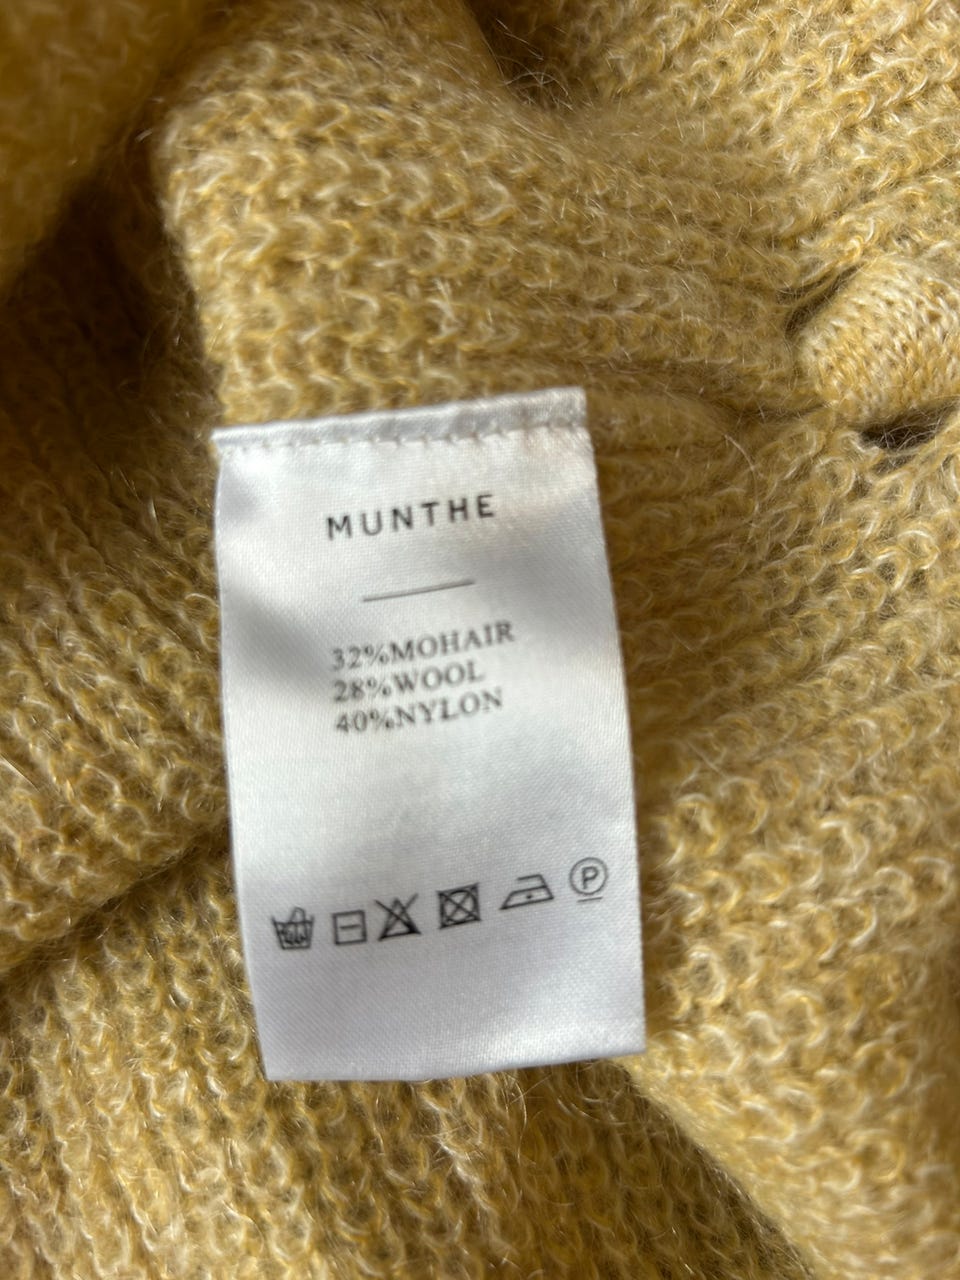 MUNTHE
32%MOHAIR
28%WOOL
40%NYLON
P